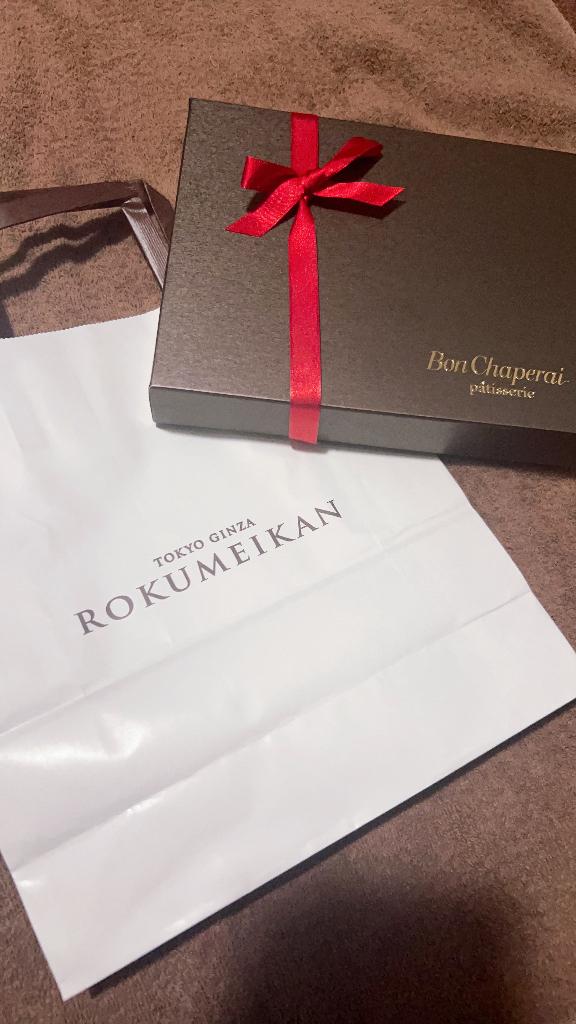 Bon Chaperai
pâtisserie
TOKYO GINZA
ROKUMEIKAN